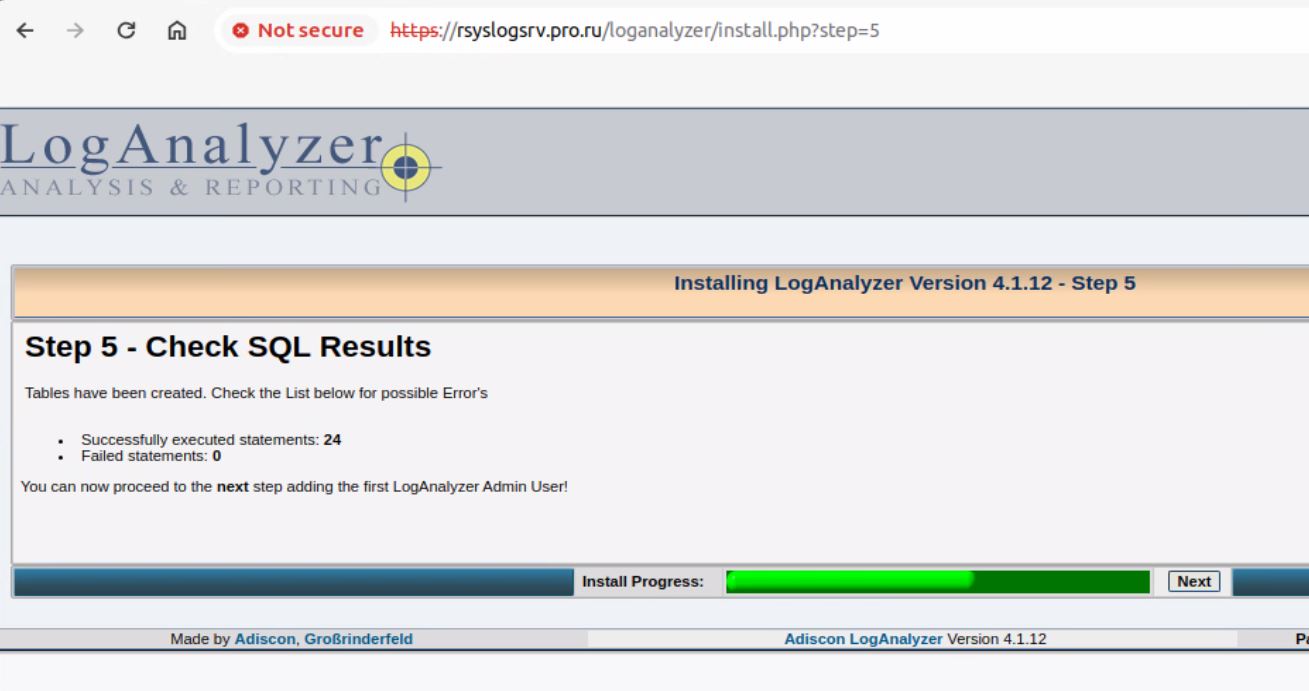 Not secure https://rsyslogsrv.pro.ru/loganalyzer/install.php?step=5
LogAnalyzer
ANALYSIS & REPORTING
Installing LogAnalyzer Version 4.1.12 - Step 5
Step 5 - Check SQL Results
Tables have been created. Check the List below for possible Error's
• Successfully executed statements: 24
• Failed statements: 0
You can now proceed to the next step adding the first LogAnalyzer Admin User!
Install Progress: Next
Made by Adiscon, Großrinderfeld Adiscon LogAnalyzer Version 4.1.12